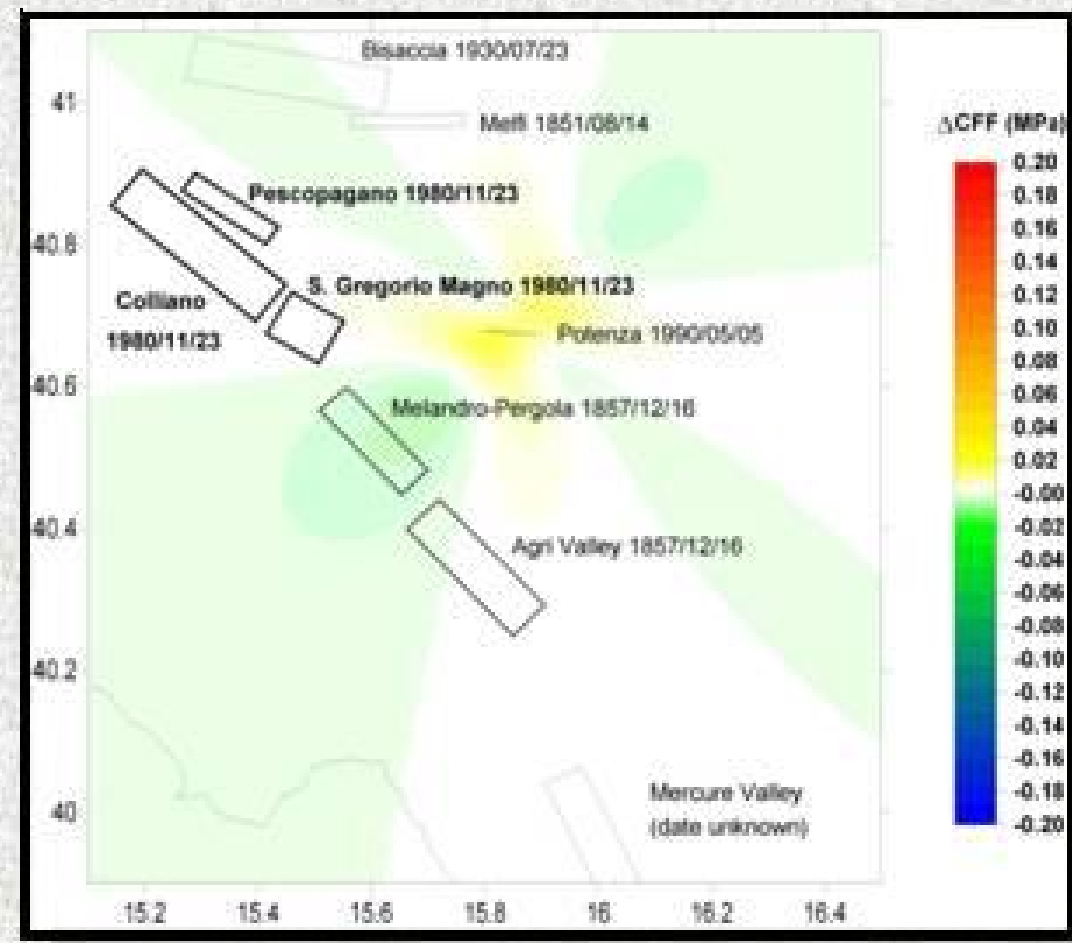 Bisaccia 1930/07/23
Melfi 1851/08/14
Pescopagano 1980/11/23
S. Gregorio Magno 1980/11/23
Colliano
1980/11/23
Potenza 1990/05/05
Melandro-Pergola 1857/12/16
Agri Valley 1857/12/16
Mercure Valley
(date unknown)
41
40.8
40.6
40.4
40.2
40
15.2 15.4 15.6 15.8 16 16.2 16.4
ΔCFF (MPa)
0.20
0.18
0.16
0.14
0.12
0.10
0.08
0.06
0.04
0.02
-0.00
-0.02
-0.04
-0.06
-0.08
-0.10
-0.12
-0.14
-0.16
-0.18
-0.20